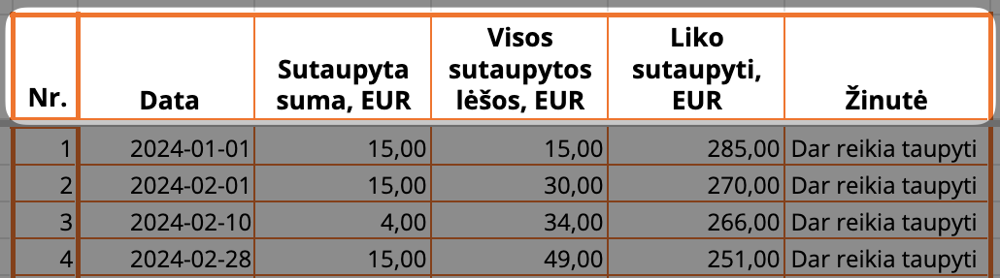 Nr. Data Sutaupyta suma, EUR Visos sutaupytos lėšos, EUR Liko sutaupyti, EUR Žinutė
1 2024-01-01 15,00 15,00 285,00 Dar reikia taupyti
2 2024-02-01 15,00 30,00 270,00 Dar reikia taupyti
3 2024-02-10 4,00 34,00 266,00 Dar reikia taupyti
4 2024-02-28 15,00 49,00 251,00 Dar reikia taupyti